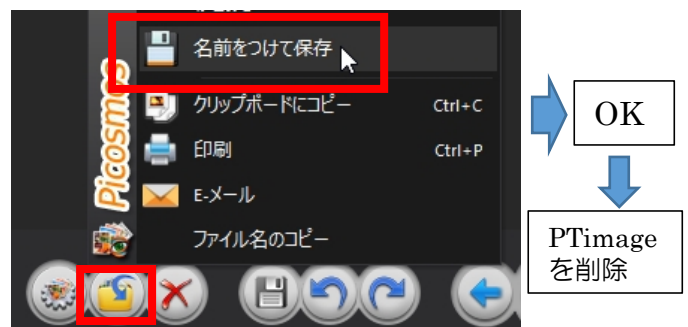 名前をつけて保存
クリップボードにコピー Ctrl+C
印刷 Ctrl+P
E-メール
ファイル名のコピー
Picosmos
OK
PTimage
を削除